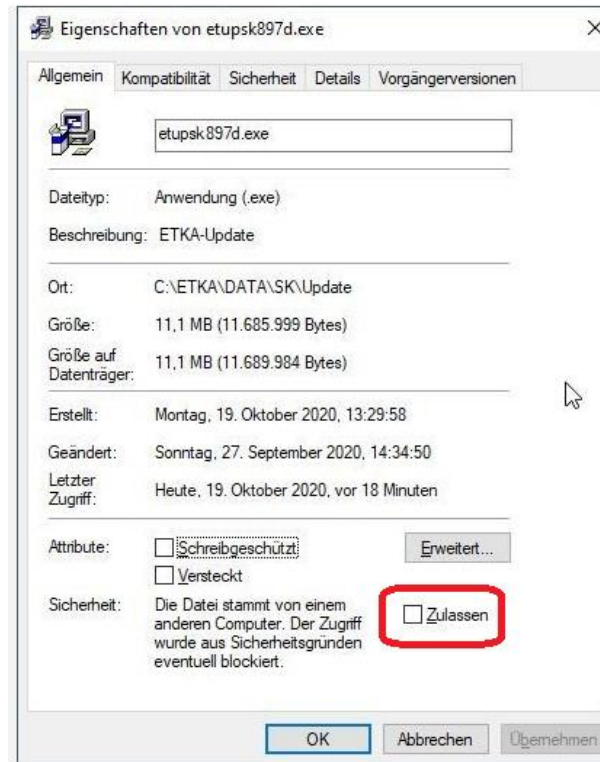 Eigenschaften von etupsk897d.exe
Allgemein Kompatibilität Sicherheit Details Vorgängerversionen
etupsk897d.exe
Dateityp: Anwendung (.exe)
Beschreibung: ETKA-Update
Ort: C:\ETKA\DATA\SK\Update
Größe: 11,1 MB (11.685.999 Bytes)
Größe auf
Datenträger: 11,1 MB (11.689.984 Bytes)
Erstellt: Montag, 19. Oktober 2020, 13:29:58
Geändert: Sonntag, 27. September 2020, 14:34:50
Letzter
Zugriff: Heute, 19. Oktober 2020, vor 18 Minuten
Attribute: Schreibgeschützt Erweitert...
Versteckt
Sicherheit: Die Datei stammt von einem
anderen Computer. Der Zugriff
wurde aus Sicherheitsgründen
eventuell blockiert.
Zulassen
OK Abbrechen Übernehmen